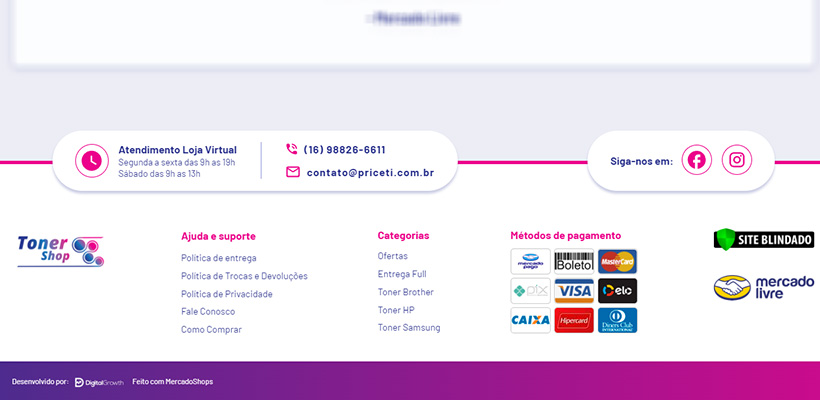 - Mercado Livre
Atendimento Loja Virtual
Segunda a sexta das 9h as 19h
Sábado das 9h as 13h
(16) 98826-6611
contato@priceti.com.br
Siga-nos em:
Toner
Shop
Ajuda e suporte
Política de entrega
Política de Trocas e Devoluções
Política de Privacidade
Fale Conosco
Como Comprar
Categorias
Ofertas
Entrega Full
Toner Brother
Toner HP
Toner Samsung
Métodos de pagamento
mercado
pago
Boleto
MasterCard
pix
VISA
elo
CAIXA
Hipercard
Diners Club
INTERNATIONAL
SITE BLINDADO
mercado
livre
Desenvolvido por:
DigitalGrowth
Feito com MercadoShops